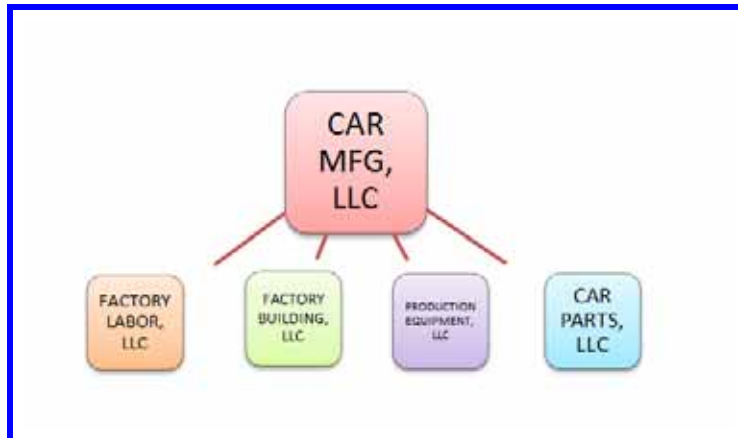 CAR
MFG,
LLC
FACTORY
LABOR,
LLC
FACTORY
BUILDING,
LLC
PRODUCTION
EQUIPMENT,
LLC
CAR
PARTS,
LLC